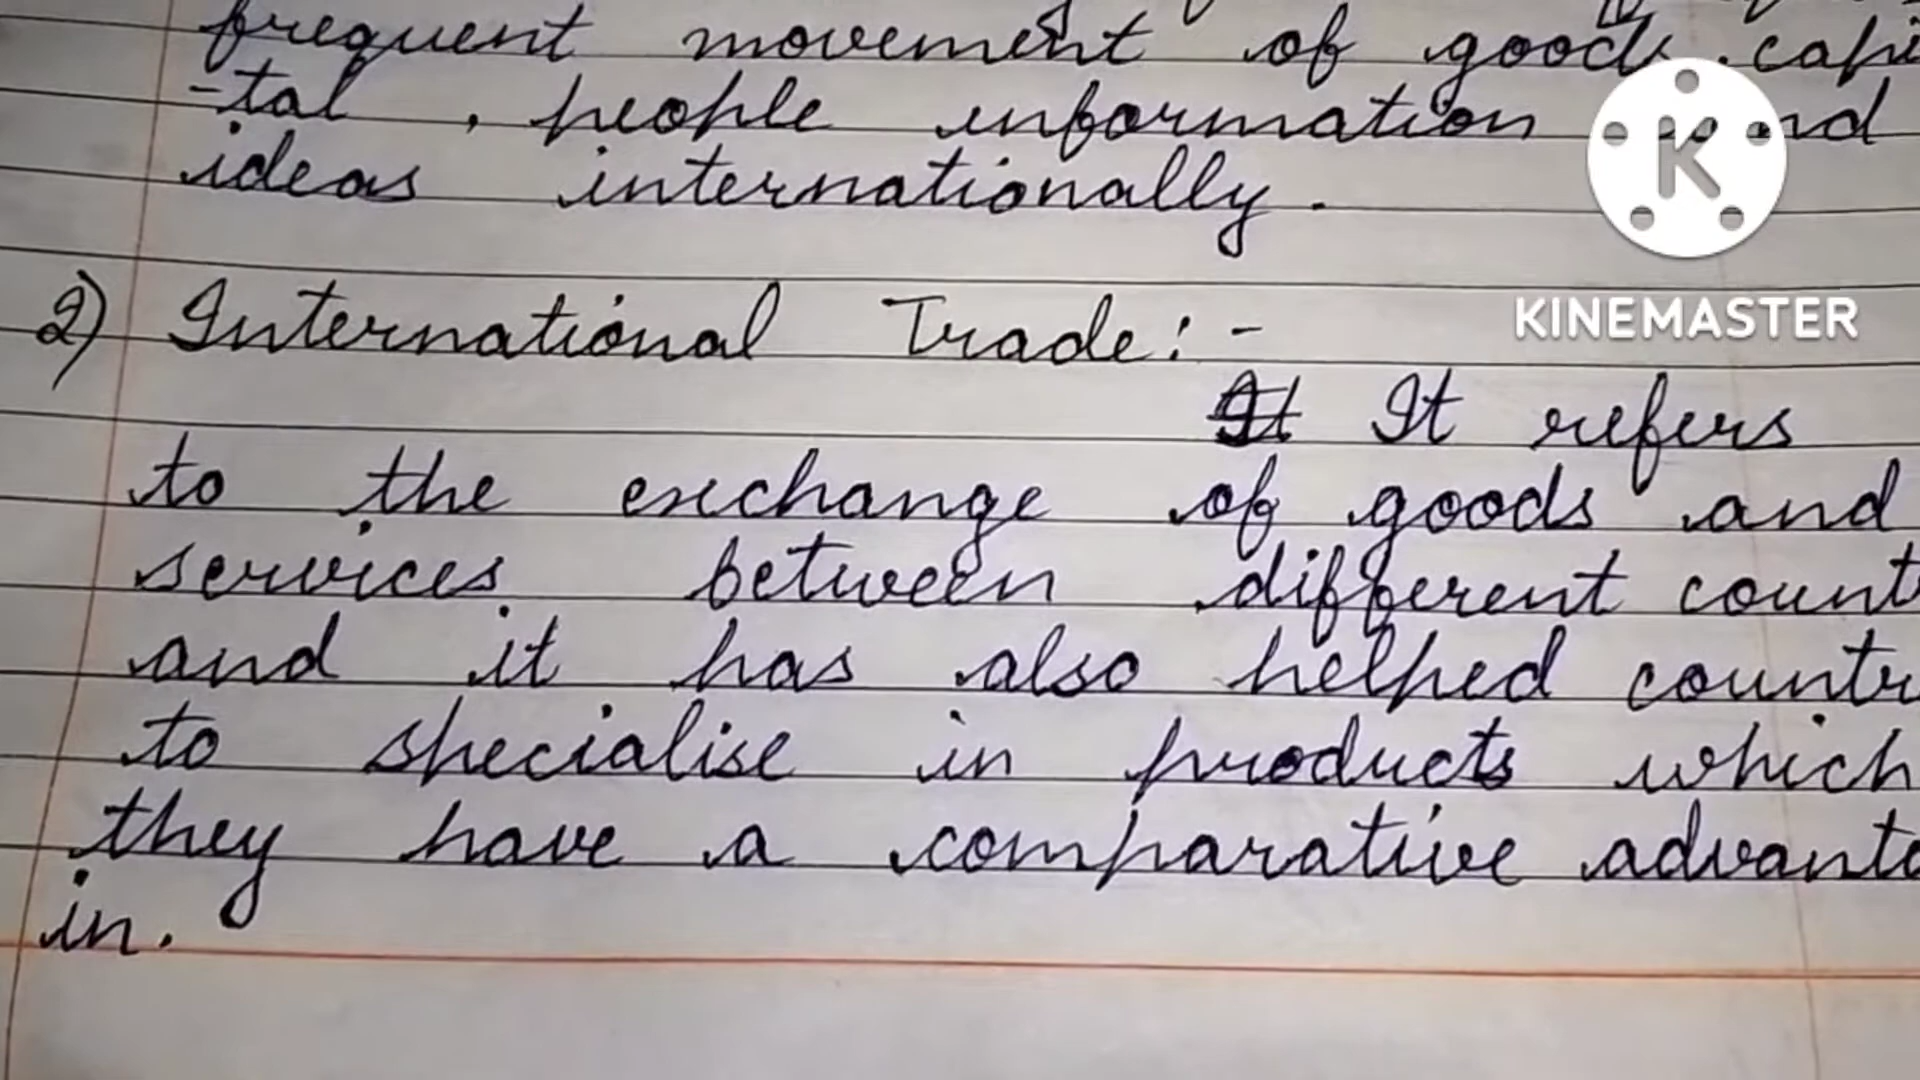 frequent movement of goods, capi
-tal, people information and
ideas internationally.
KINEMASTER
2) International Trade:-
It It refers
to the exchange of goods and
services between different count
and it has also helped countr
to specialise in products which
they have a comparative advanta
in.